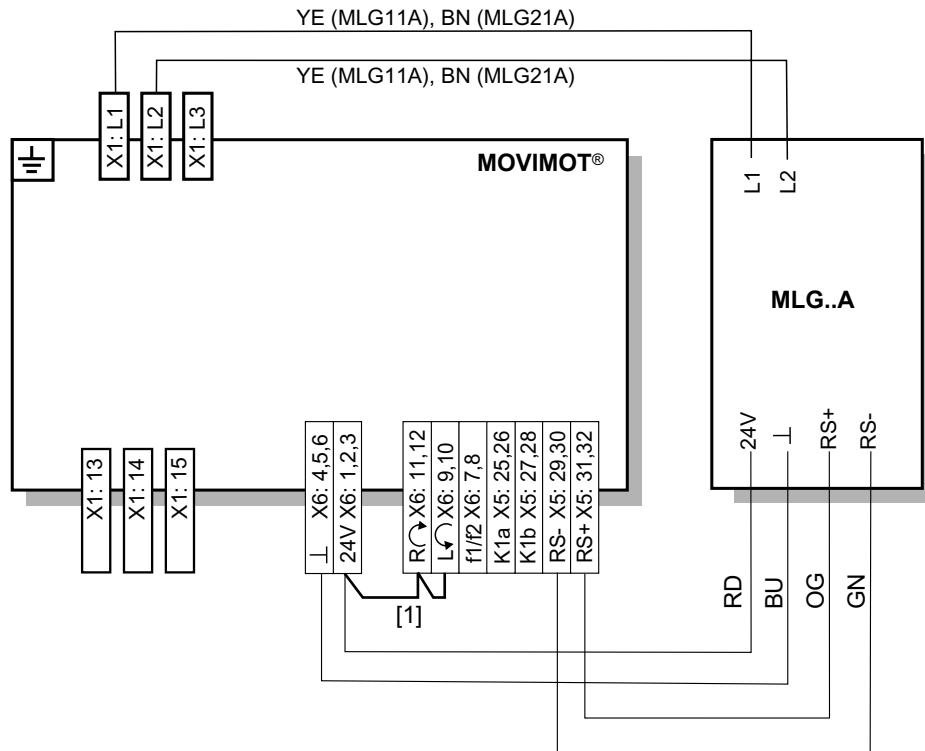 YE (MLG11A), BN (MLG21A)
YE (MLG11A), BN (MLG21A)
X1: L1
X1: L2
X1: L3
MOVIMOT®
L1
L2
MLG..A
24V
⊥
RS+
RS-
X1: 13
X1: 14
X1: 15
⊥ X6: 4,5,6
24V X6: 1,2,3
R X6: 11,12
L X6: 9,10
f1/f2 X6: 7,8
K1a X5: 25,26
K1b X5: 27,28
RS- X5: 29,30
RS+ X5: 31,32
[1]
RD
BU
OG
GN